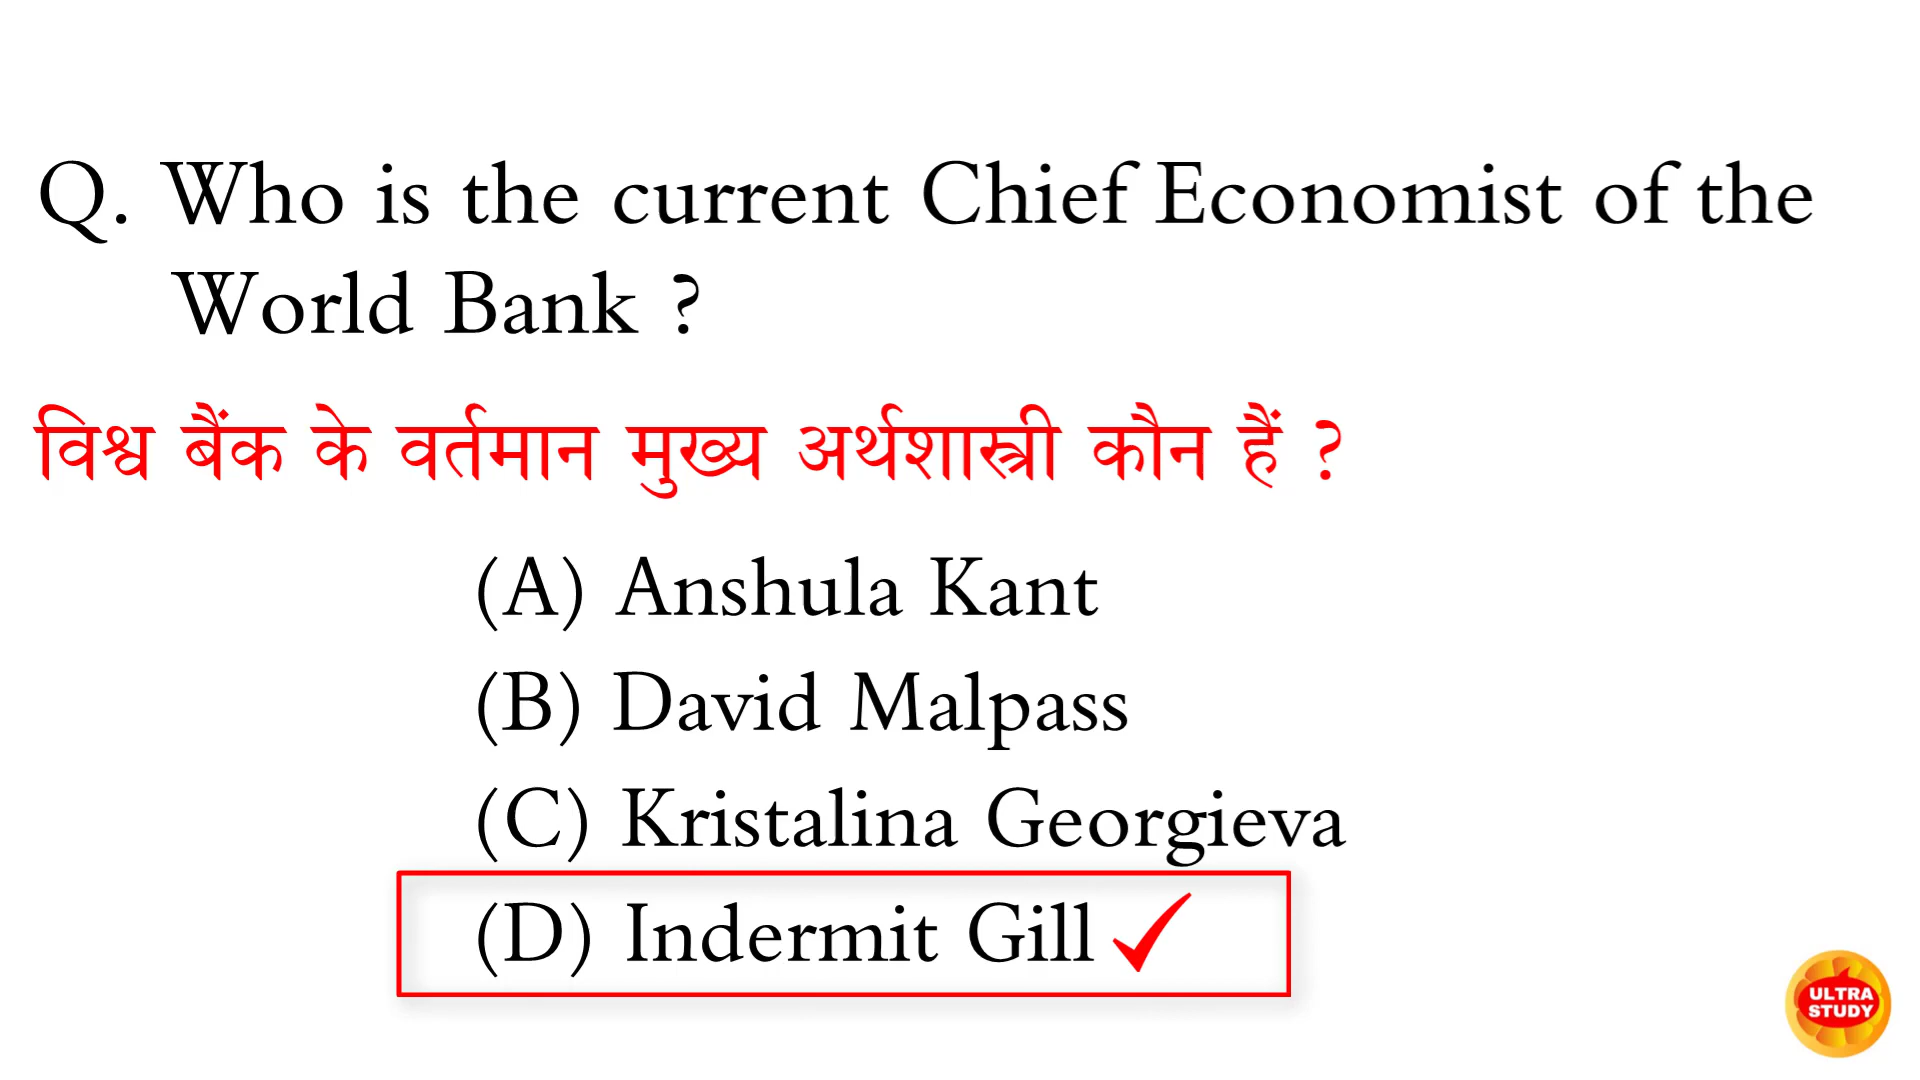 Q. Who is the current Chief Economist of the
World Bank ?
विश्व बैंक के वर्तमान मुख्य अर्थशास्त्री कौन हैं ?
(A) Anshula Kant
(B) David Malpass
(C) Kristalina Georgieva
(D) Indermit Gill
ULTRA
STUDY